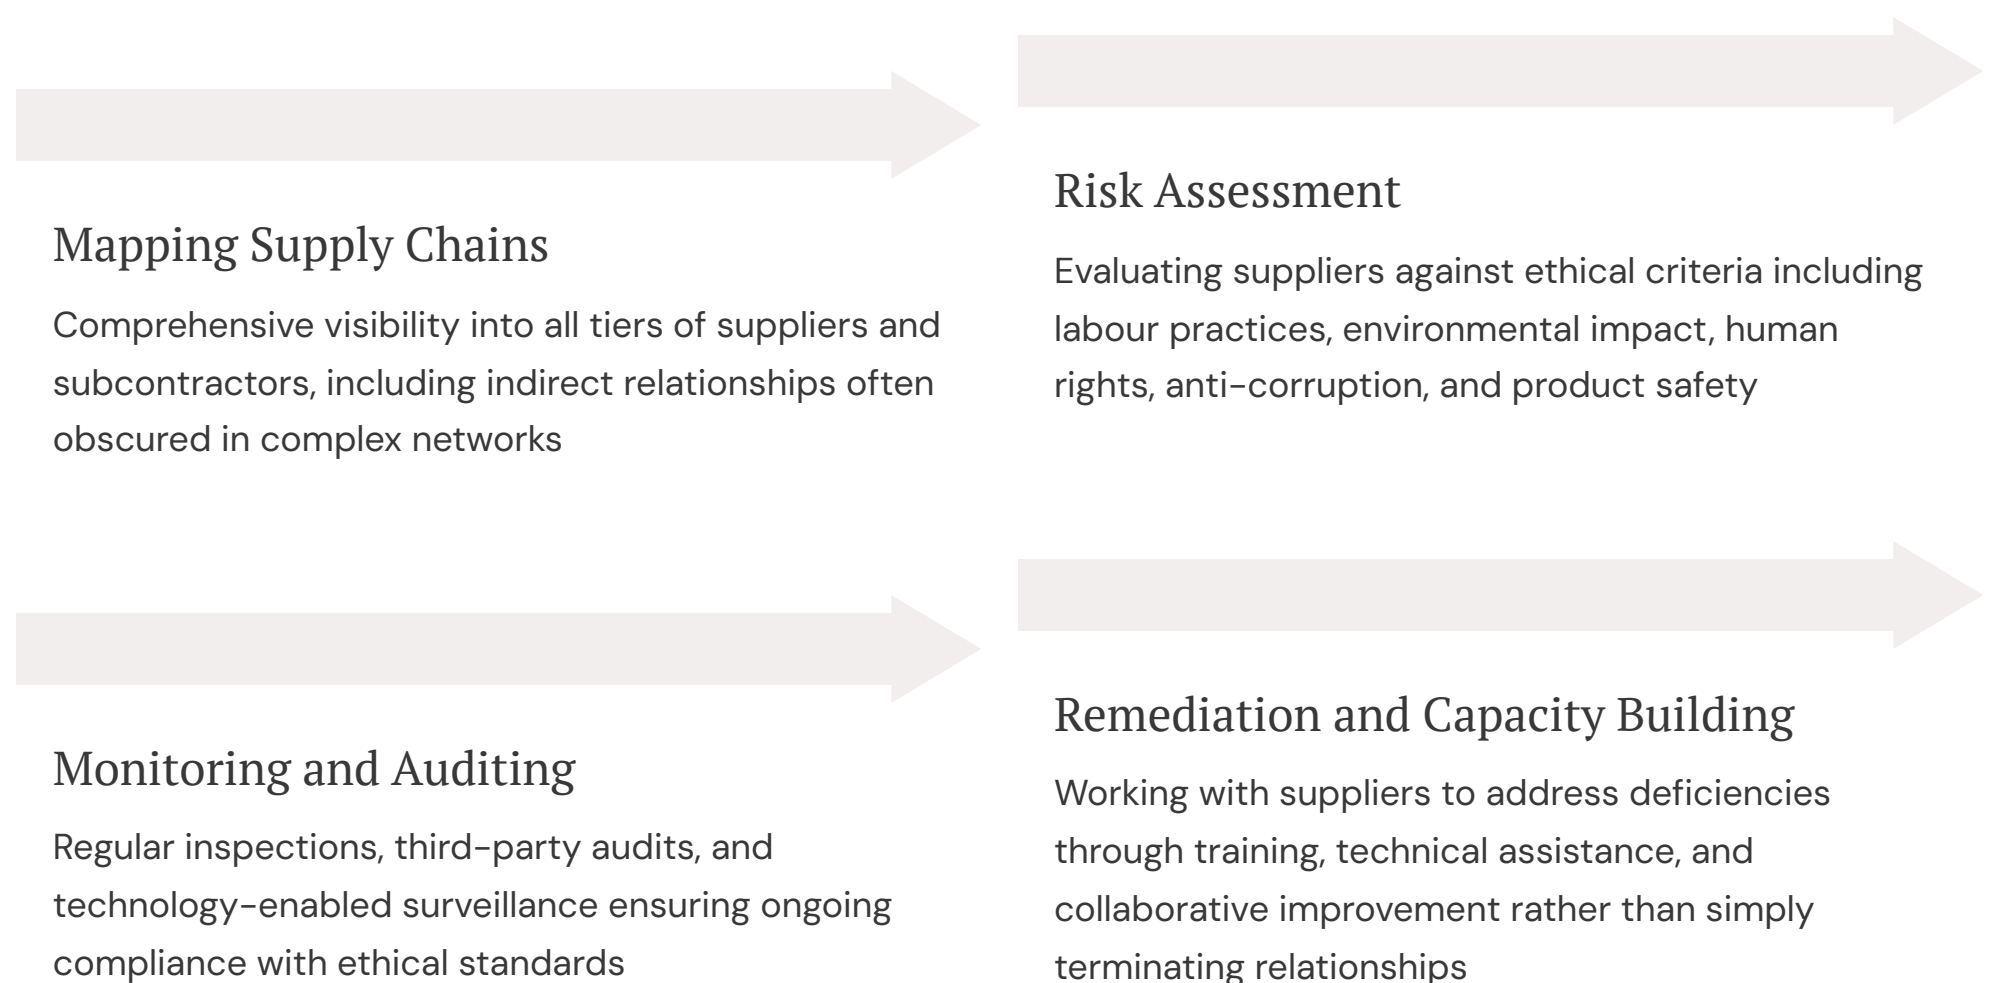 Mapping Supply Chains
Comprehensive visibility into all tiers of suppliers and
subcontractors, including indirect relationships often
obscured in complex networks
Risk Assessment
Evaluating suppliers against ethical criteria including
labour practices, environmental impact, human
rights, anti-corruption, and product safety
Monitoring and Auditing
Regular inspections, third-party audits, and
technology-enabled surveillance ensuring ongoing
compliance with ethical standards
Remediation and Capacity Building
Working with suppliers to address deficiencies
through training, technical assistance, and
collaborative improvement rather than simply
terminating relationships